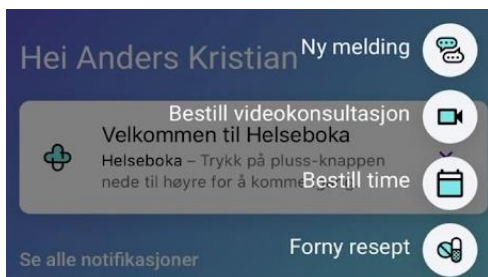 Hei Anders Kristian
Ny melding
Bestill videokonsultasjon
Velkommen til Helseboka
Helseboka – Trykk på pluss-knappen
nede til høyre for å komme
Bestill time
Forny resept
Se alle notifikasjoner